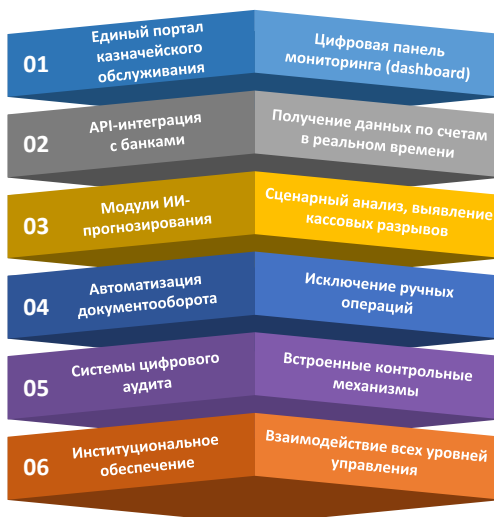 01
Единый портал
казначейского
обслуживания
Цифровая панель
мониторинга (dashboard)
02
API-интеграция
с банками
Получение данных по счетам
в реальном времени
03
Модули ИИ-
прогнозирования
Сценарный анализ, выявление
кассовых разрывов
04
Автоматизация
документооборота
Исключение ручных
операций
05
Системы цифрового
аудита
Встроенные контрольные
механизмы
06
Институциональное
обеспечение
Взаимодействие всех уровней
управления